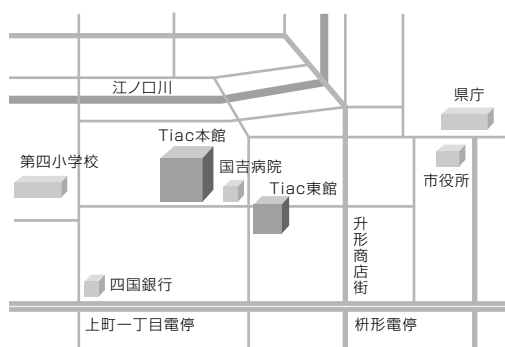 江ノ口川
県庁
Tiac本館
第四小学校
国吉病院
Tiac東館
市役所
升形商店街
四国銀行
上町一丁目電停
枡形電停